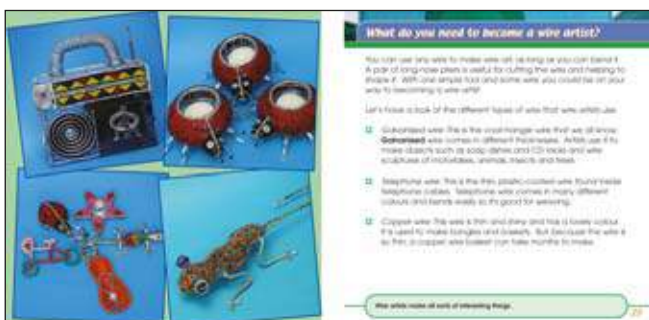 What do you need to become a wire artist?
You can use any wire to make wire art as long as you can bend it.
A pair of long-nose pliers is useful for cutting the wire and helping to
shape it. With one simple tool and some wire you could be on your
way to becoming a wire artist!
Let's have a look at the different types of wire that wire artists use.
Galvanised wire: This is the coat-hanger wire that we all know.
Galvanised wire comes in different thicknesses. Artists use it to
make objects such as soap dishes and CD racks and wire
sculptures of motorbikes, animals, insects and trees.
Telephone wire: This is the thin plastic-coated wire found inside
telephone cables. Telephone wire comes in many different
colours and bends easily so it's good for weaving.
Copper wire: This wire is thin and shiny and has a lovely colour.
It is used to make bangles and baskets. But because the wire is
so thin, a copper wire basket can take months to make.
Wire artists make all sorts of interesting things.